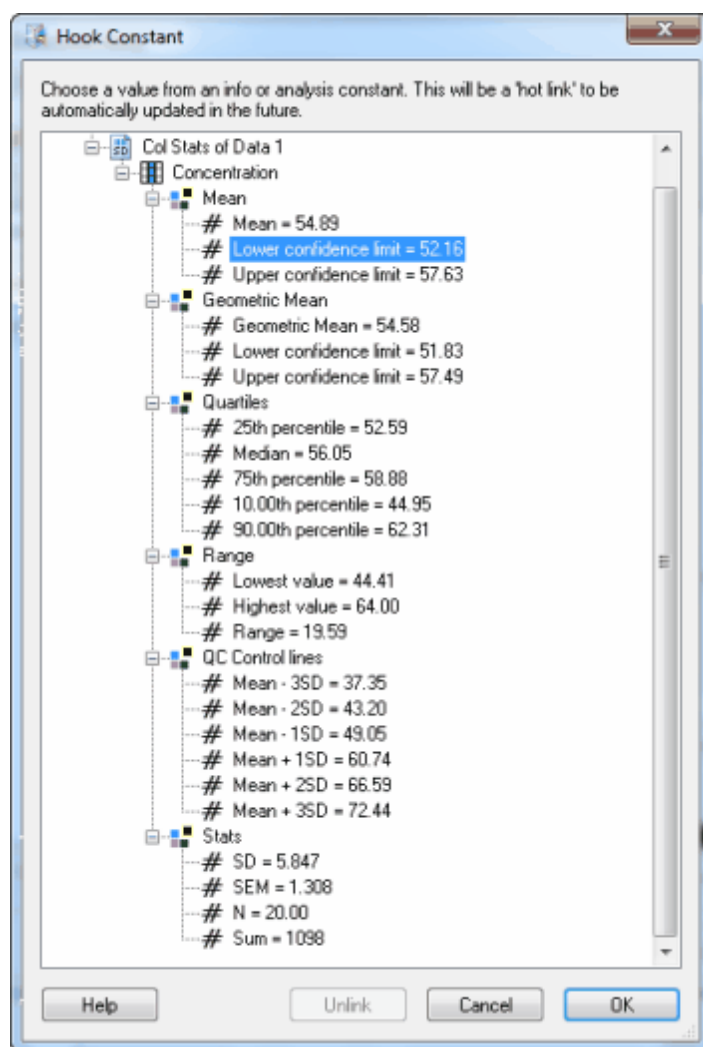 Hook Constant
Choose a value from an info or analysis constant. This will be a 'hot link' to be
automatically updated in the future.
Col Stats of Data 1
Concentration
Mean
# Mean = 54.89
# Lower confidence limit = 52.16
# Upper confidence limit = 57.63
Geometric Mean
# Geometric Mean = 54.58
# Lower confidence limit = 51.83
# Upper confidence limit = 57.49
Quartiles
# 25th percentile = 52.59
# Median = 56.05
# 75th percentile = 58.88
# 10.00th percentile = 44.95
# 90.00th percentile = 62.31
Range
# Lowest value = 44.41
# Highest value = 64.00
# Range = 19.59
QC Control lines
# Mean - 3SD = 37.35
# Mean - 2SD = 43.20
# Mean - 1SD = 49.05
# Mean + 1SD = 60.74
# Mean + 2SD = 66.59
# Mean + 3SD = 72.44
Stats
# SD = 5.847
# SEM = 1.308
# N = 20.00
# Sum = 1098
Help Unlink Cancel OK